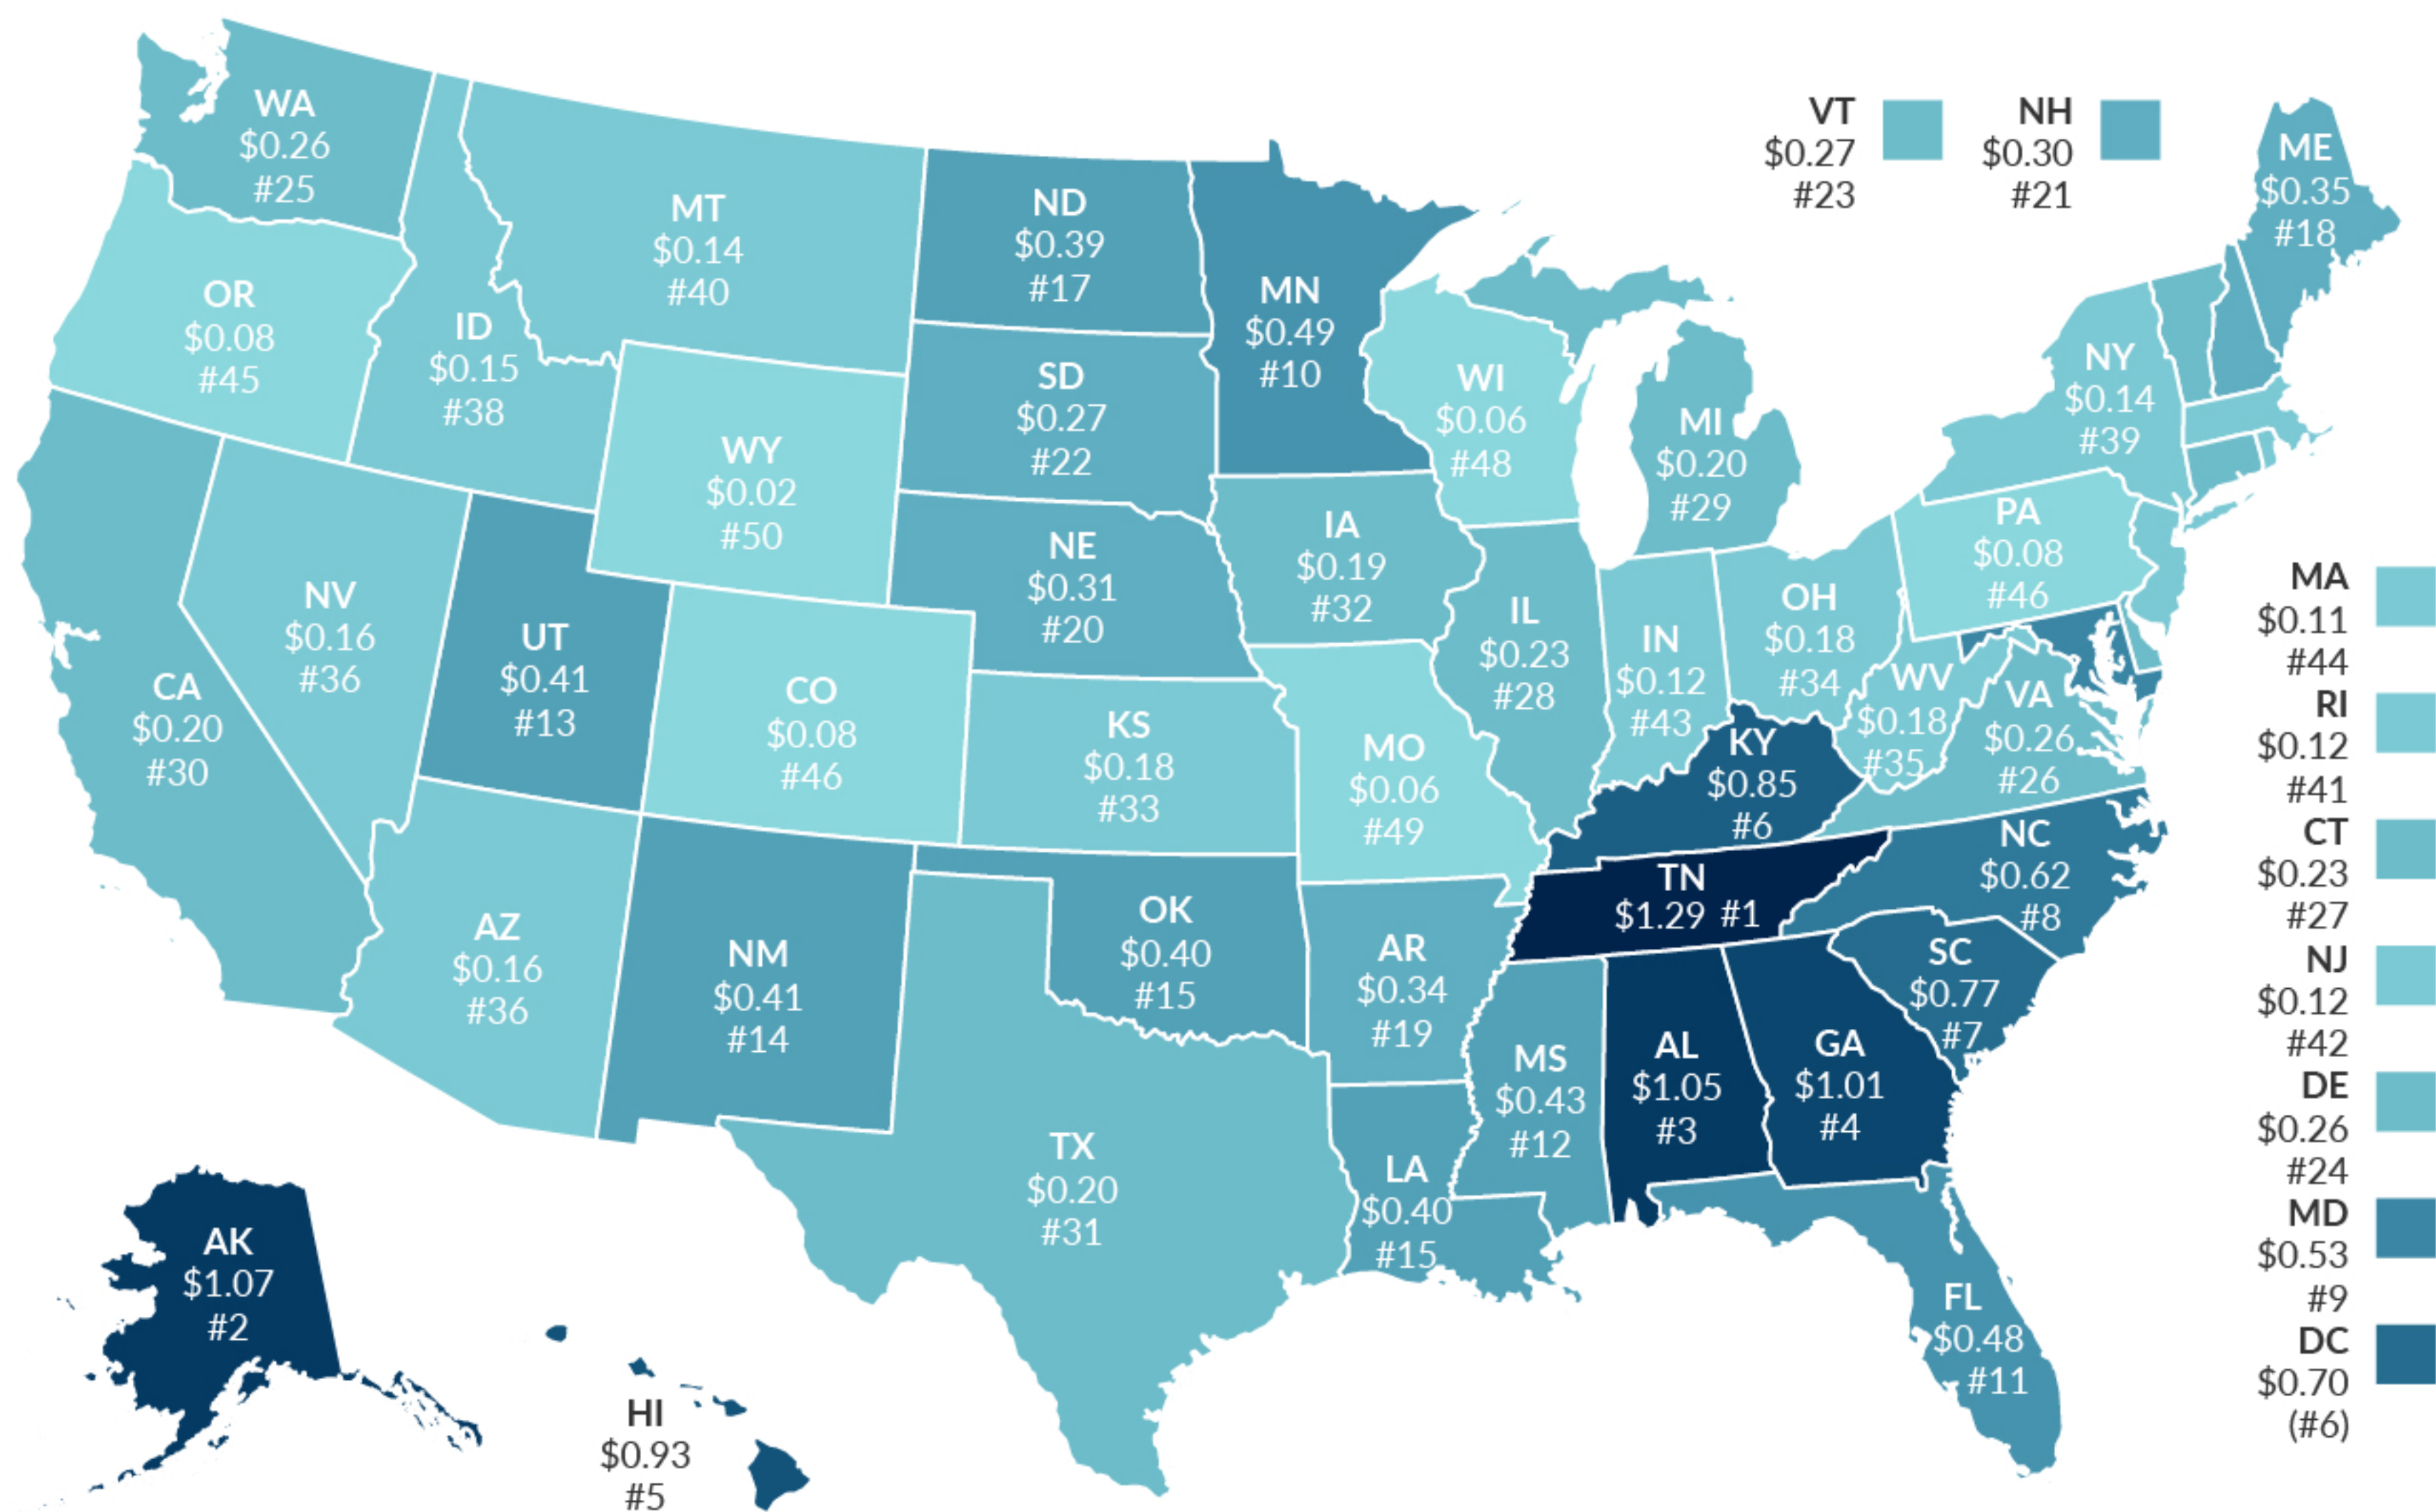 WA
$0.26
#25
OR
$0.08
#45
CA
$0.20
#30
NV
$0.16
#36
ID
$0.15
#38
MT
$0.14
#40
WY
$0.02
#50
UT
$0.41
#13
CO
$0.08
#46
AZ
$0.16
#36
NM
$0.41
#14
ND
$0.39
#17
SD
$0.27
#22
NE
$0.31
#20
KS
$0.18
#33
OK
$0.40
#15
TX
$0.20
#31
MN
$0.49
#10
IA
$0.19
#32
MO
$0.06
#49
AR
$0.34
#19
LA
$0.40
#15
WI
$0.06
#48
IL
$0.23
#28
MI
$0.20
#29
IN
$0.12
#43
OH
$0.18
#34
KY
$0.85
#6
TN
$1.29 #1
MS
$0.43
#12
AL
$1.05
#3
GA
$1.01
#4
FL
$0.48
#11
SC
$0.77
#7
NC
$0.62
#8
VA
$0.26
#26
WV
$0.18
#35
PA
$0.08
#46
NY
$0.14
#39
VT
$0.27
#23
NH
$0.30
#21
ME
$0.35
#18
MA
$0.11
#44
RI
$0.12
#41
CT
$0.23
#27
NJ
$0.12
#42
DE
$0.26
#24
MD
$0.53
#9
DC
$0.70
(#6)
AK
$1.07
#2
HI
$0.93
#5